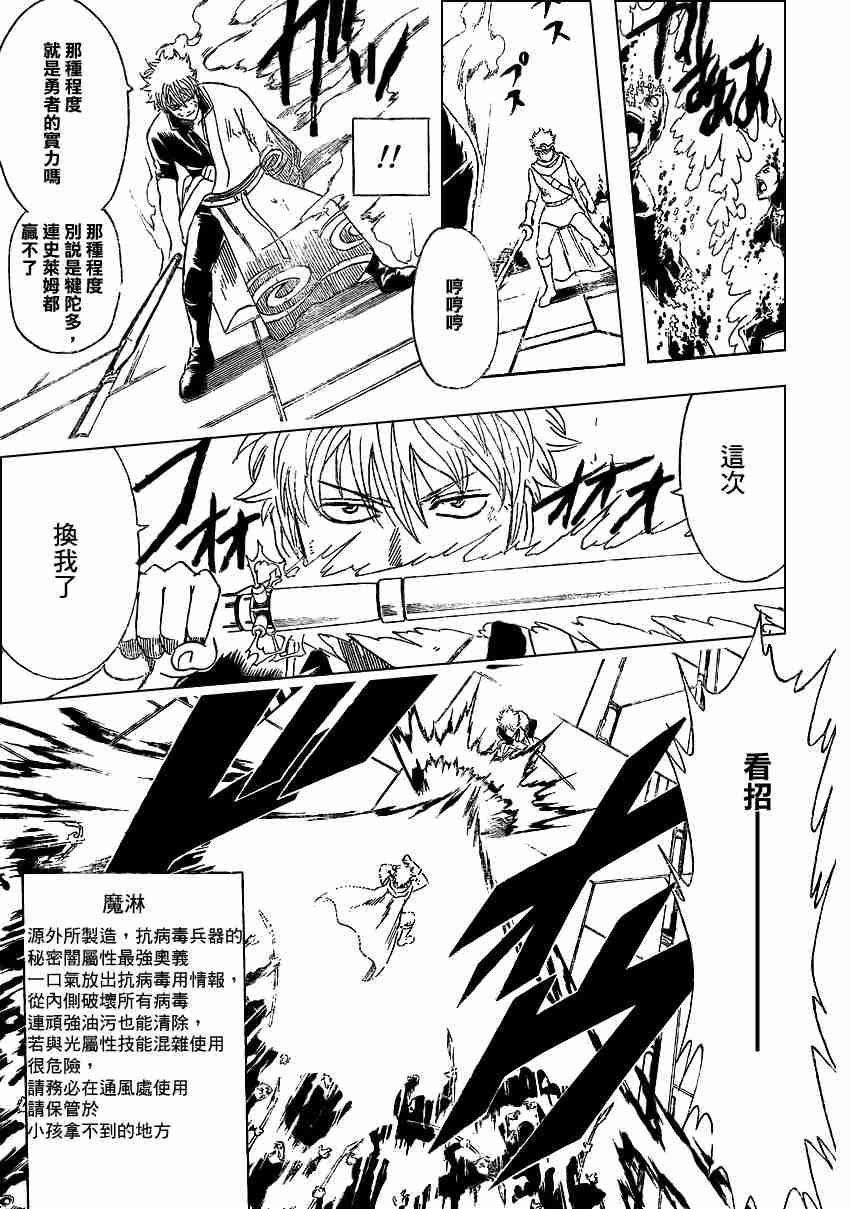 ああぁ
プス
プス
哼哼哼
!!
那種程度
就是勇者的實力嗎
那種程度
別說是犍陀多，
連史萊姆都
贏不了
這次
オオオ
換我了
看招——
魔淋
源外所製造，抗病毒兵器的
秘密闇屬性最強奧義
一口氣放出抗病毒用情報，
從內側破壞所有病毒
連頑強油污也能清除，
若與光屬性技能混雜使用
很危險，
請務必在通風處使用
請保管於
小孩拿不到的地方